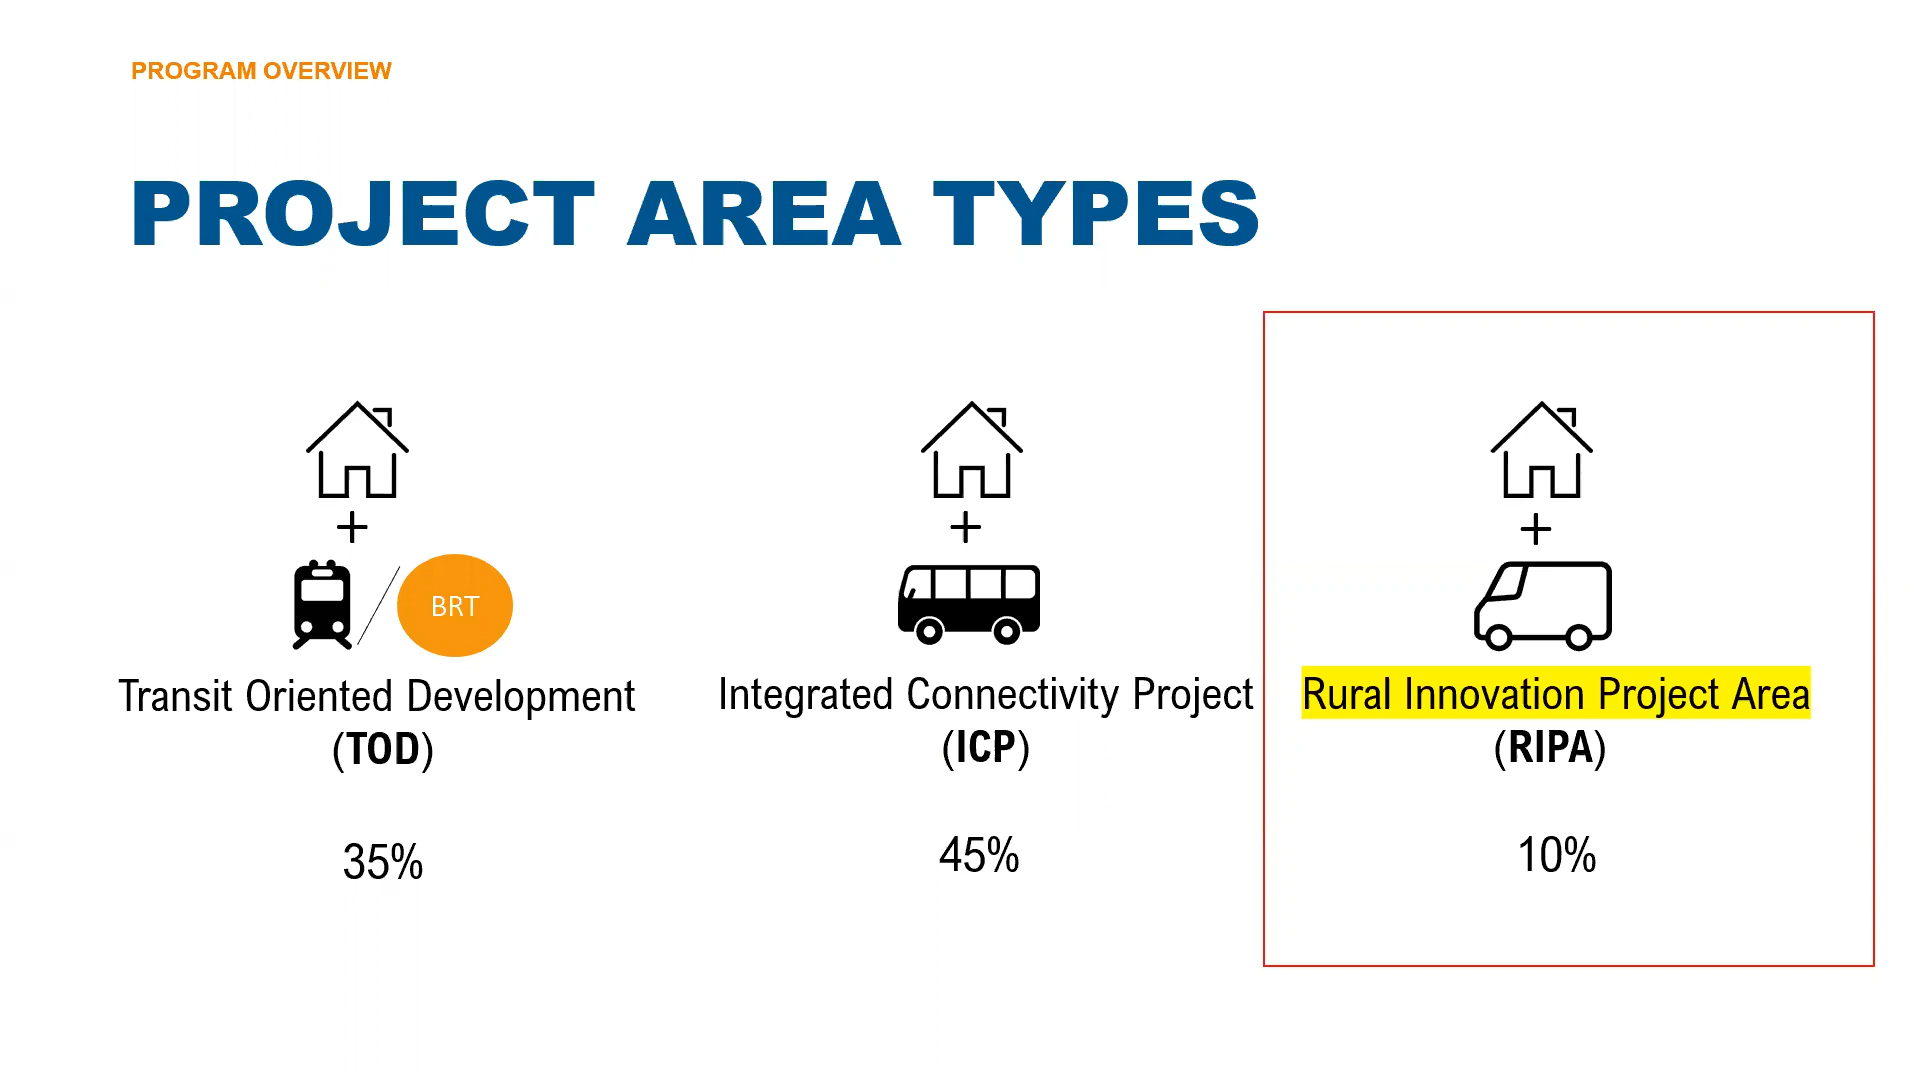 PROGRAM OVERVIEW
PROJECT AREA TYPES
BRT
Transit Oriented Development
(TOD)
35%
Integrated Connectivity Project
(ICP)
45%
Rural Innovation Project Area
(RIPA)
10%